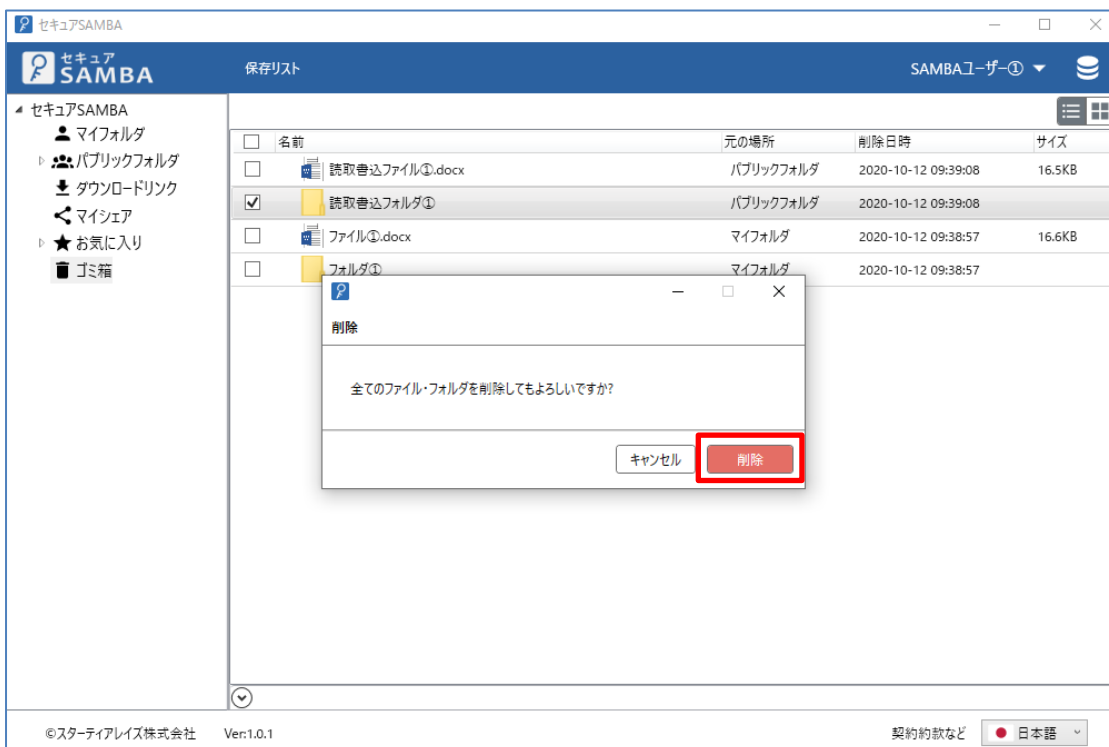 セキュアSAMBA
セキュア
SAMBA
保存リスト
SAMBAユーザー①
セキュアSAMBA
マイフォルダ
パブリックフォルダ
ダウンロードリンク
マイシェア
お気に入り
ゴミ箱
名前 元の場所 削除日時 サイズ
読取書込ファイル①.docx パブリックフォルダ 2020-10-12 09:39:08 16.5KB
読取書込フォルダ① パブリックフォルダ 2020-10-12 09:39:08
ファイル①.docx マイフォルダ 2020-10-12 09:38:57 16.6KB
フォルダ① マイフォルダ 2020-10-12 09:38:57
削除
全てのファイル・フォルダを削除してもよろしいですか?
キャンセル 削除
©スターティアレイズ株式会社 Ver:1.0.1 契約約款など 日本語